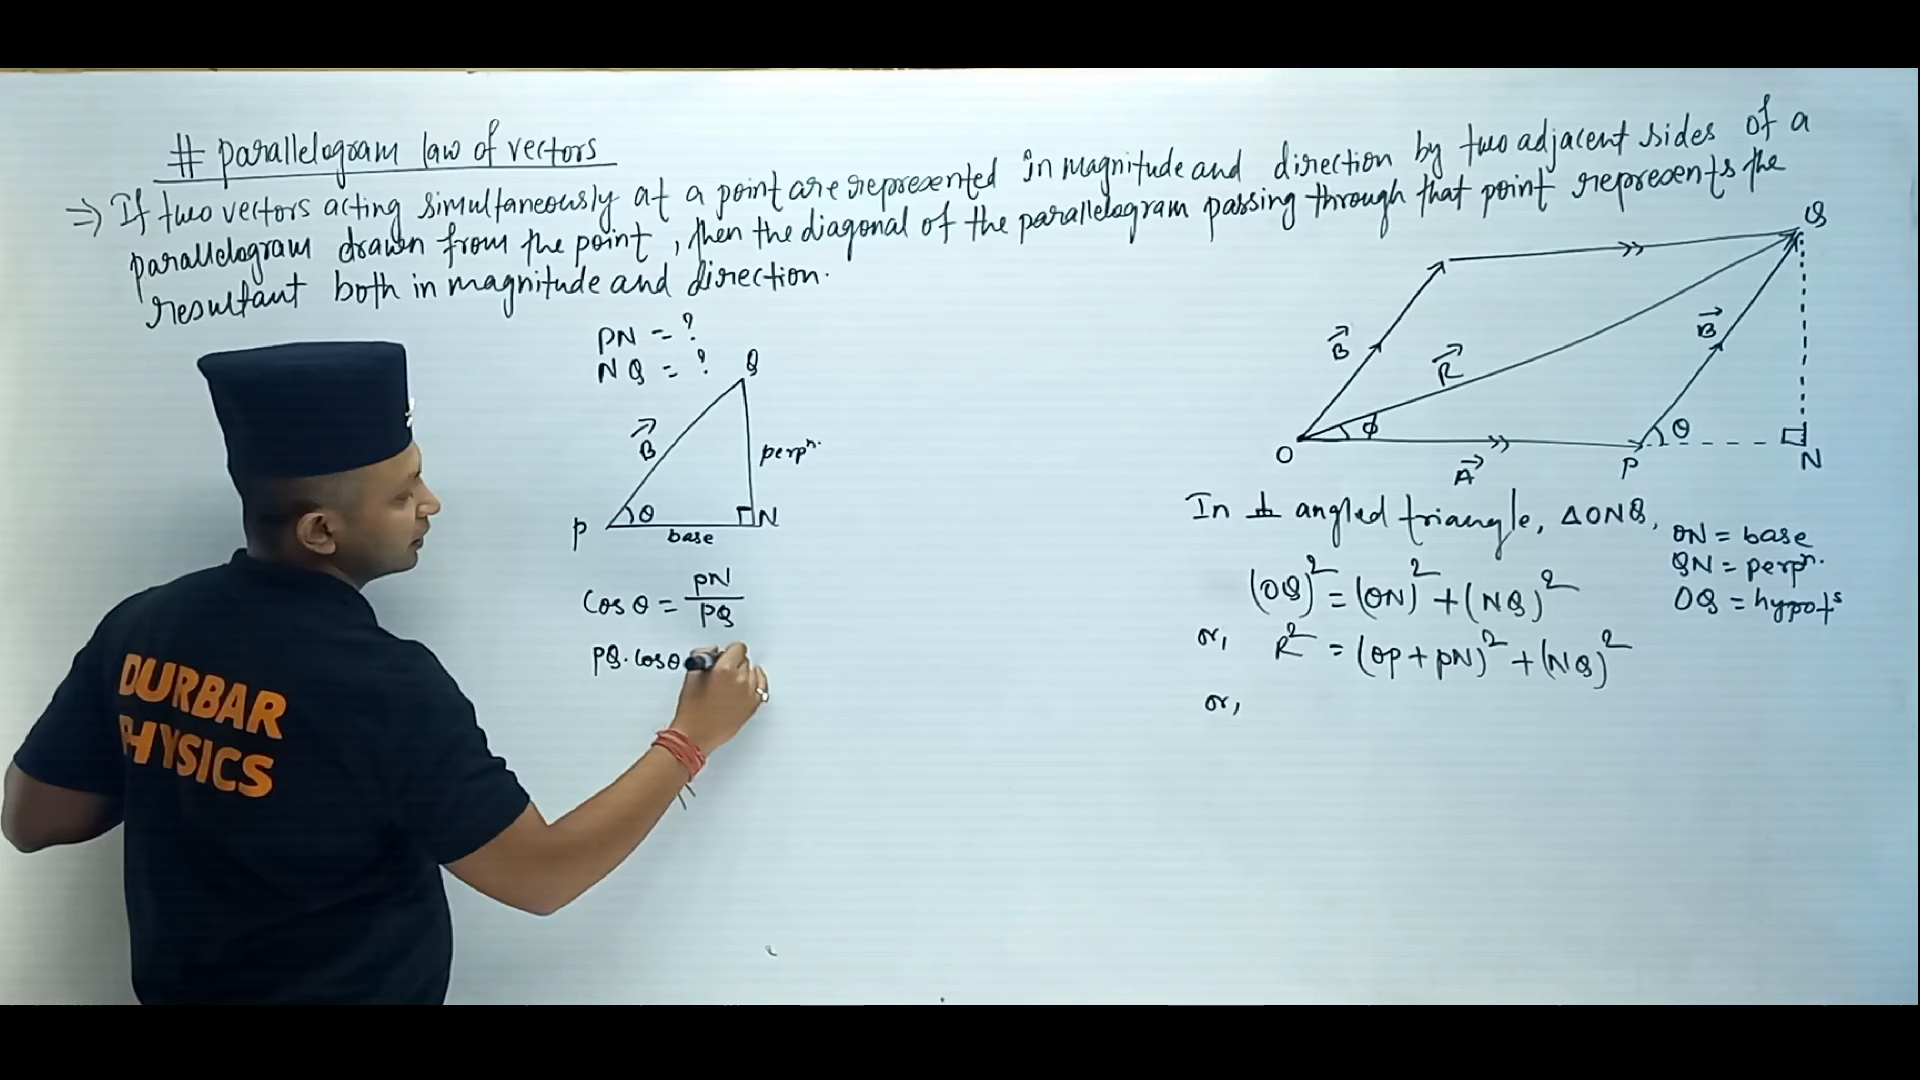 # parallelogram law of vectors
⇒ If two vectors acting simultaneously at a point are represented in magnitude and direction by two adjacent sides of a
parallelogram drawn from the point, then the diagonal of the parallelogram passing through that point represents the
resultant both in magnitude and direction.
PN = ?
NQ = ?
Q
B
perpⁿ.
P
θ
N
base
Cosθ = PN/PQ
PQ.Cosθ
Q
B
R
B
O
ϕ
A
P
θ
N
In ⊥ angled triangle, ΔONQ,
(OQ)² = (ON)² + (NQ)²
or, R² = (OP + PN)² + (NQ)²
or,
ON = base
QN = perpⁿ.
OQ = hypotˢ
DURBAR
PHYSICS